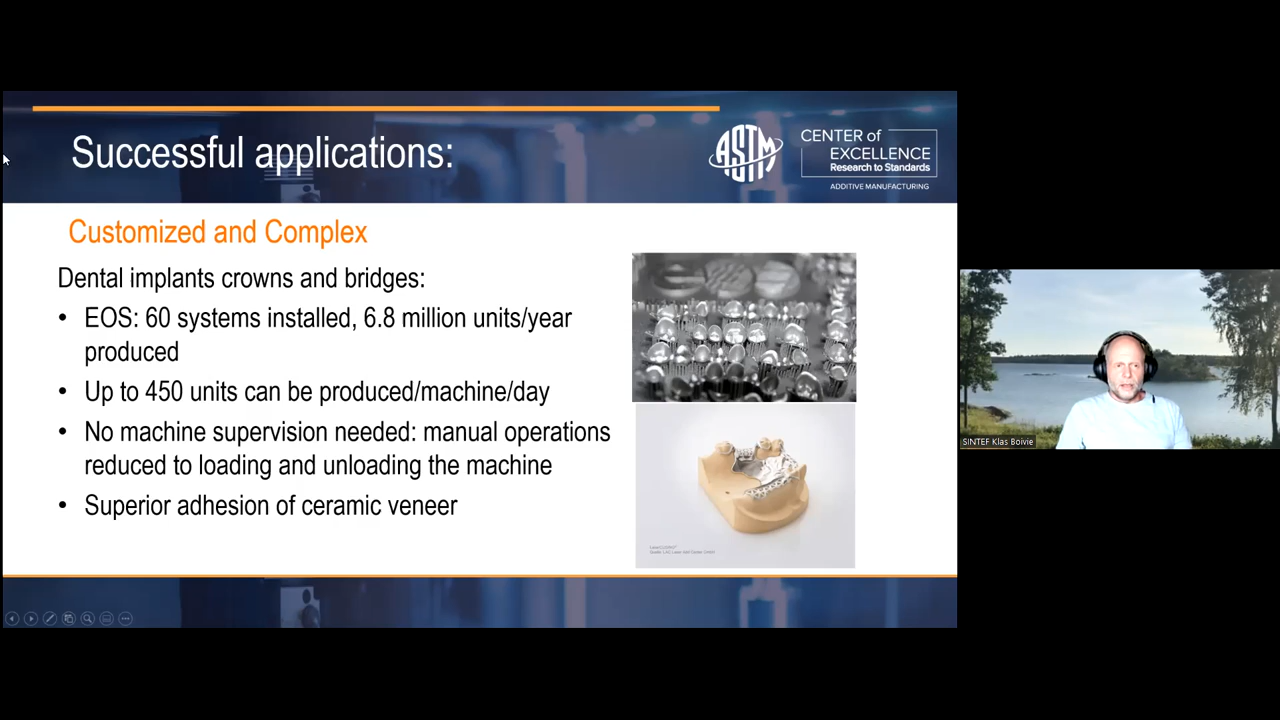 Successful applications:
ASTM
CENTER of
EXCELLENCE
Research to Standards
ADDITIVE MANUFACTURING
Customized and Complex
Dental implants crowns and bridges:
• EOS: 60 systems installed, 6.8 million units/year
produced
• Up to 450 units can be produced/machine/day
• No machine supervision needed: manual operations
reduced to loading and unloading the machine
• Superior adhesion of ceramic veneer
SINTEF Klas Boivie